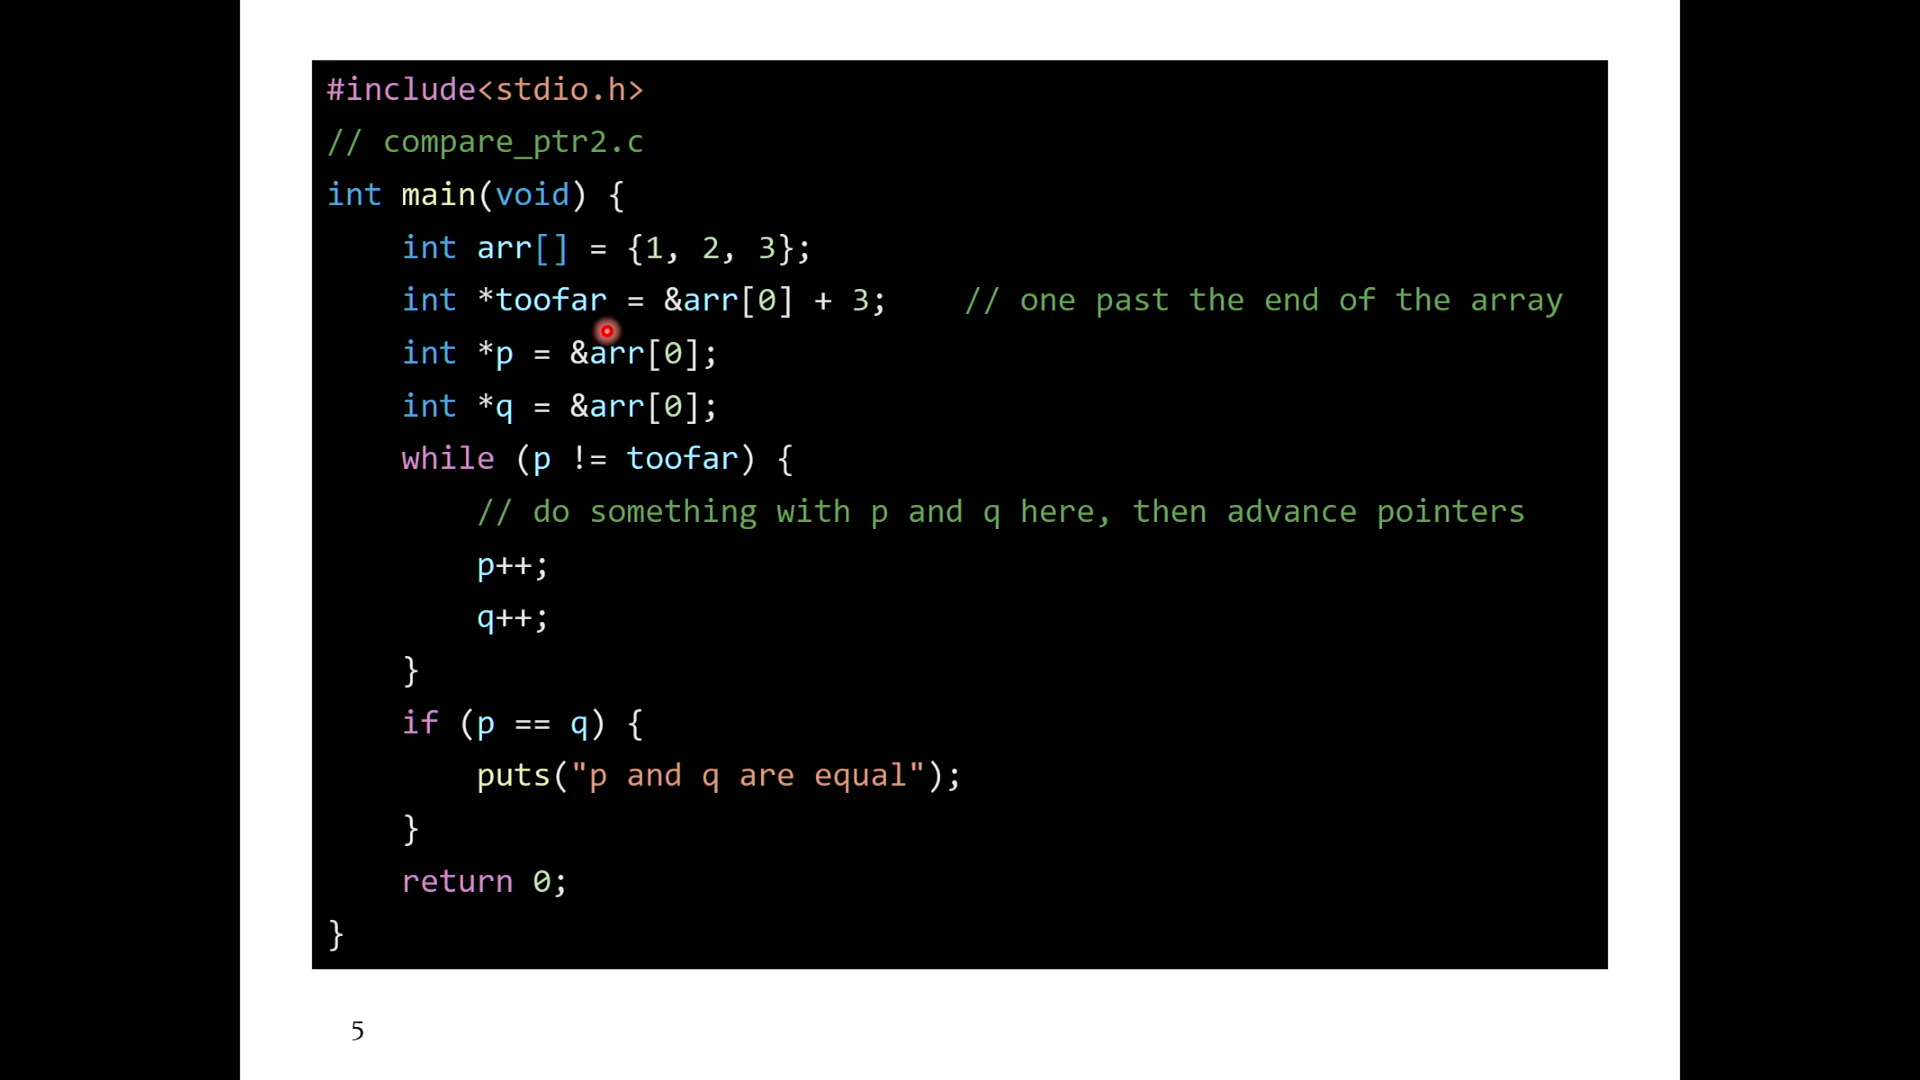 #include<stdio.h>
// compare_ptr2.c
int main(void) {
    int arr[] = {1, 2, 3};
    int *toofar = &arr[0] + 3;    // one past the end of the array
    int *p = &arr[0];
    int *q = &arr[0];
    while (p != toofar) {
        // do something with p and q here, then advance pointers
        p++;
        q++;
    }
    if (p == q) {
        puts("p and q are equal");
    }
    return 0;
}
5